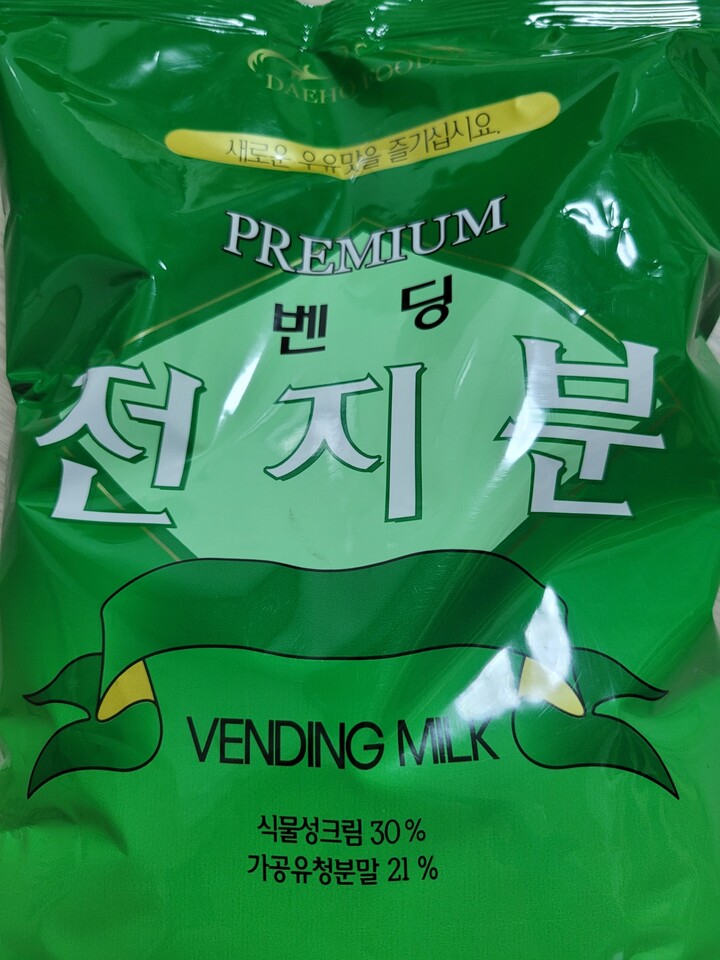 DAEHO FOOD
새로운 우유맛을 즐기십시요.
PREMIUM
벤딩
전지분
VENDING MILK
식물성크림 30 %
가공유청분말 21 %